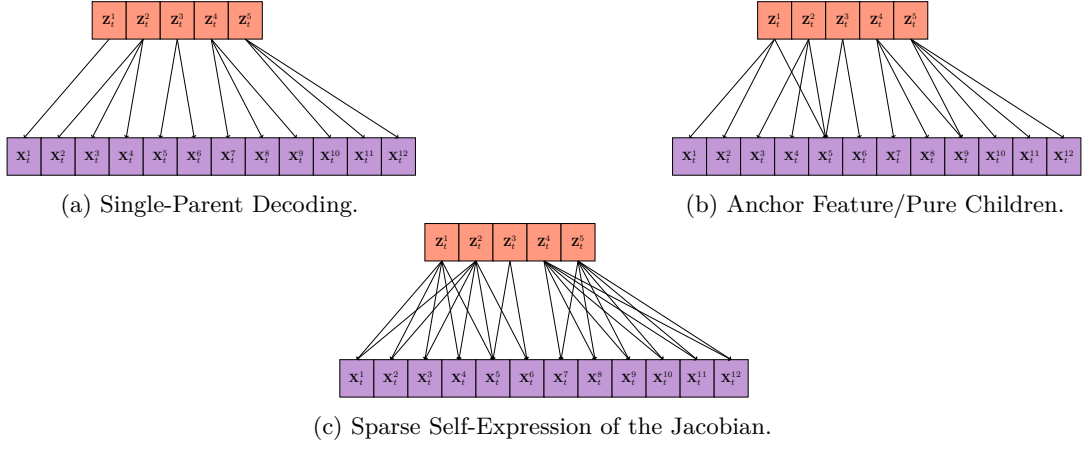 Z_t^1 Z_t^2 Z_t^3 Z_t^4 Z_t^5
X_t^1 X_t^2 X_t^3 X_t^4 X_t^5 X_t^6 X_t^7 X_t^8 X_t^9 X_t^10 X_t^11 X_t^12
(a) Single-Parent Decoding.
Z_t^1 Z_t^2 Z_t^3 Z_t^4 Z_t^5
X_t^1 X_t^2 X_t^3 X_t^4 X_t^5 X_t^6 X_t^7 X_t^8 X_t^9 X_t^10 X_t^11 X_t^12
(b) Anchor Feature/Pure Children.
Z_t^1 Z_t^2 Z_t^3 Z_t^4 Z_t^5
X_t^1 X_t^2 X_t^3 X_t^4 X_t^5 X_t^6 X_t^7 X_t^8 X_t^9 X_t^10 X_t^11 X_t^12
(c) Sparse Self-Expression of the Jacobian.